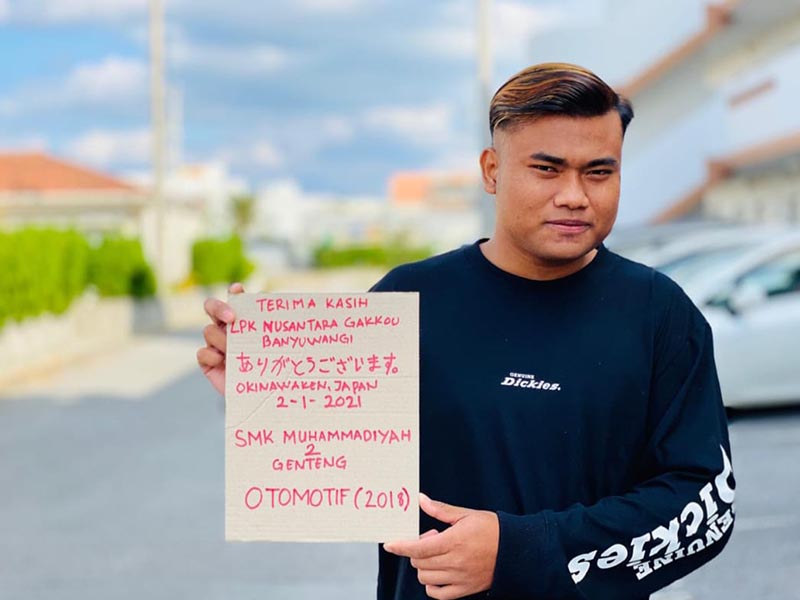 TERIMA KASIH
LPK NUSANTARA GAKKOU
BANYUWANGI
ありがとうございます。
OKINAWAKEN, JAPAN
2-1-2021
SMK MUHAMMADIYAH
2
GENTENG
OTOMOTIF (2018)
GENUINE
Dickies.
GENUINE
Dickies